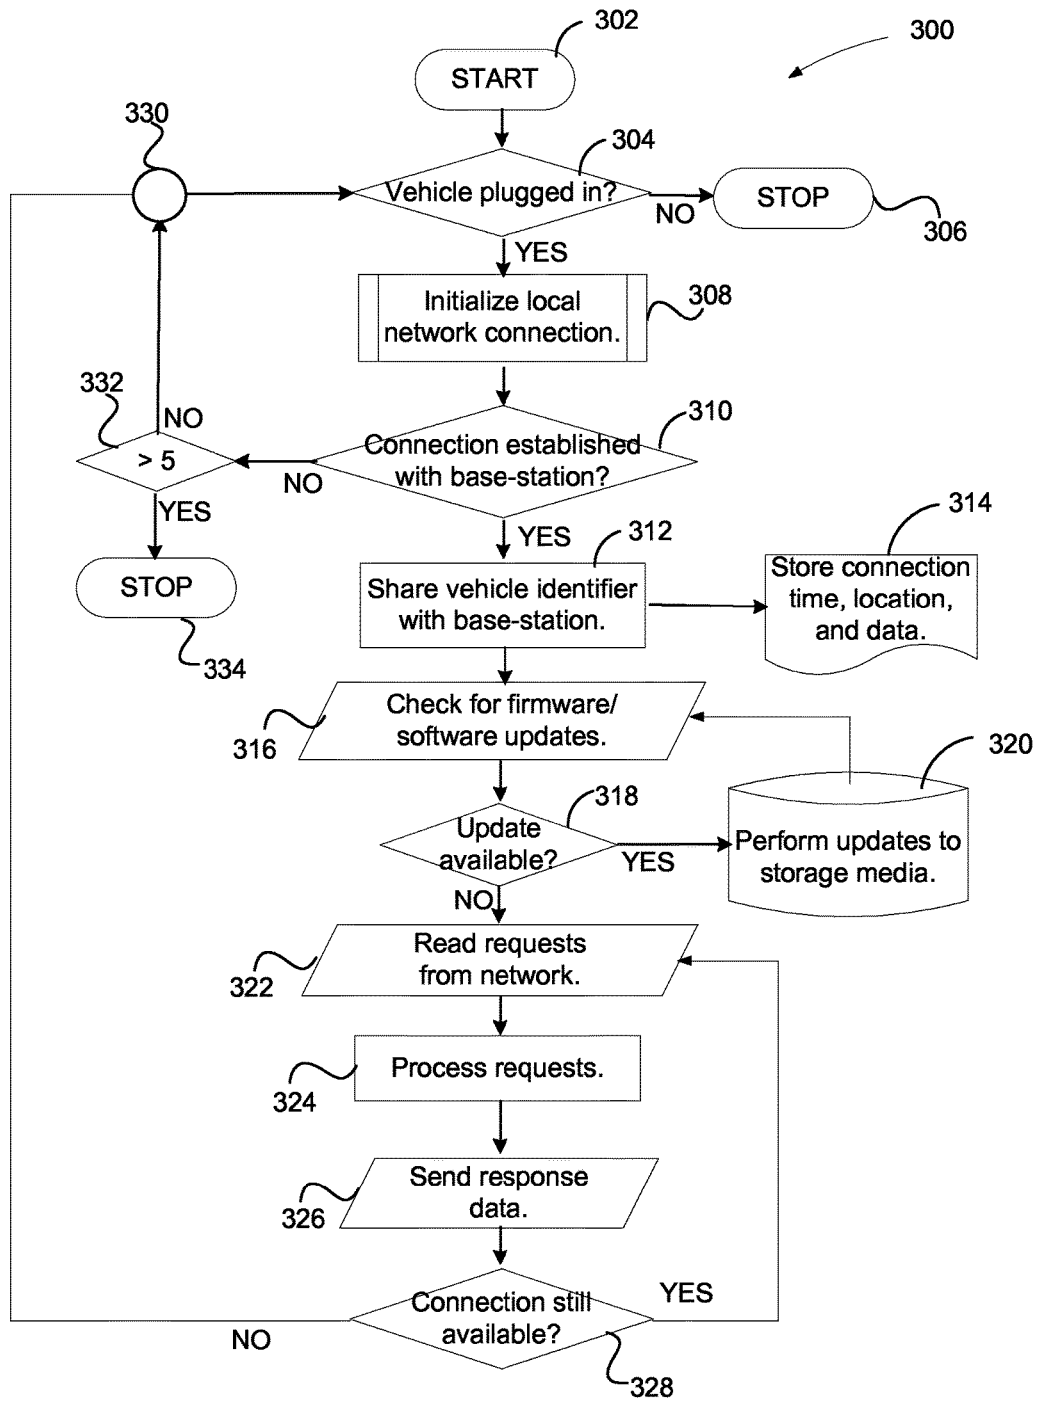 302
300
START
330
304
Vehicle plugged in?
STOP
NO
306
YES
Initialize local
network connection.
308
332
NO
310
Connection established
with base-station?
> 5
NO
YES
YES
314
312
STOP
334
Share vehicle identifier
with base-station.
Store connection
time, location,
and data.
Check for firmware/
software updates.
316
320
318
Update
available?
YES
Perform updates to
storage media.
NO
Read requests
from network.
322
Process requests.
324
Send response
data.
326
Connection still
available?
YES
NO
328